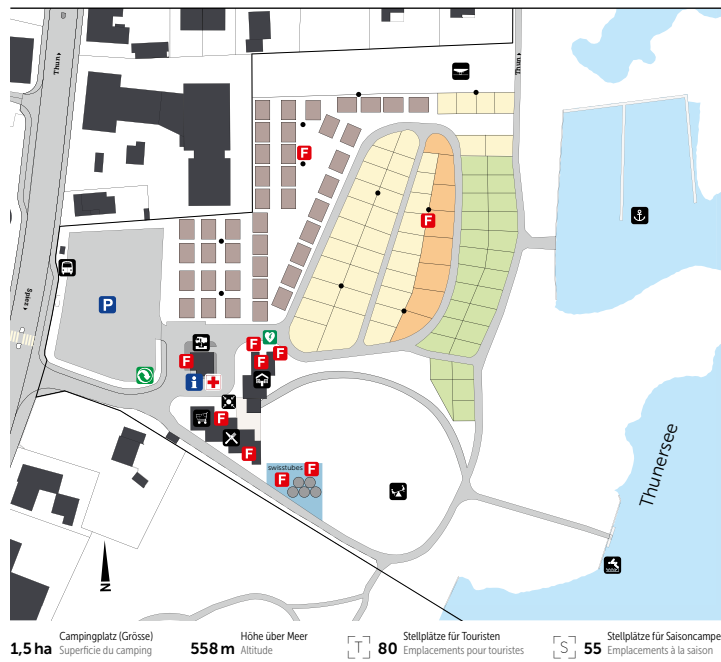 Thun
Thun
F
F
P
Spiez
F
F
F
F
i
F
F
swisstubes
F
F
Thunersee
N
1,5 ha Campingplatz (Grösse)
Superficie du camping
558 m Höhe über Meer
Altitude
T 80 Stellplätze für Touristen
Emplacements pour touristes
S 55 Stellplätze für Saisoncampe
Emplacements à la saison